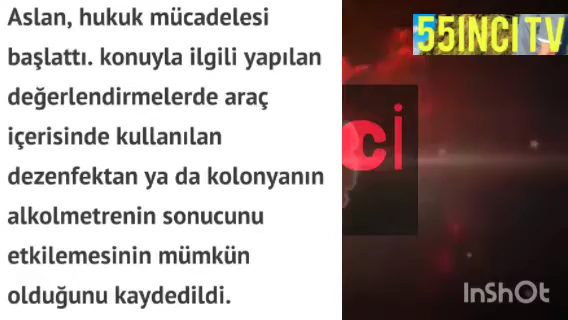 Aslan, hukuk mücadelesi
başlattı. konuyla ilgili yapılan
değerlendirmelerde araç
içerisinde kullanılan
dezenfektan ya da kolonyanın
alkolmetrenin sonucunu
etkilemesinin mümkün
olduğunu kaydedildi.
55INCI TV
ci
InShOt